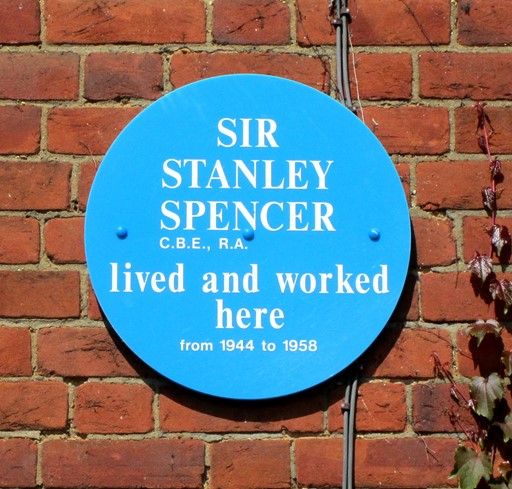 SIR
STANLEY
SPENCER
C.B.E., R.A.
lived and worked
here
from 1944 to 1958